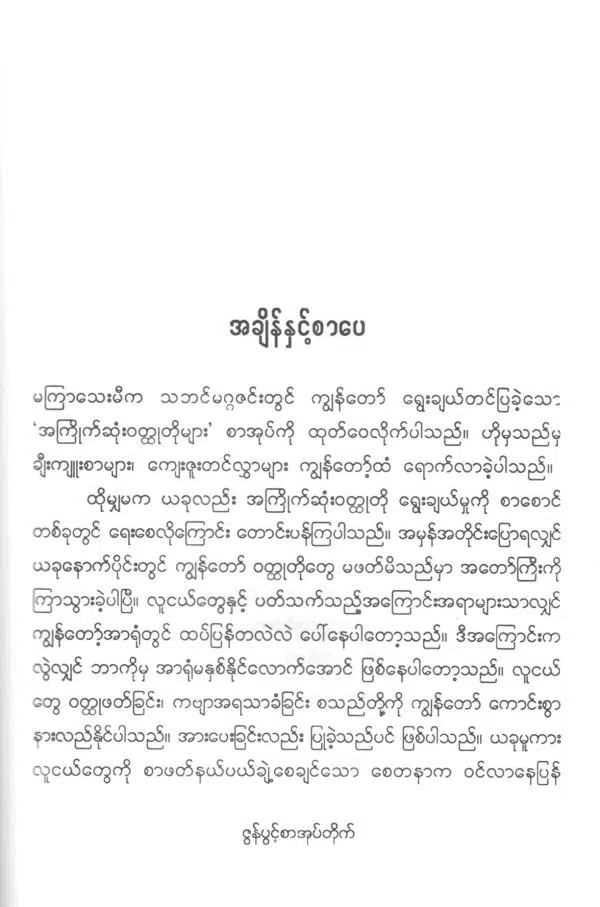 အချိန်နှင့်စာပေ
မကြာသေးမီက သဘင်မဂ္ဂဇင်းတွင် ကျွန်တော် ရွေးချယ်တင်ပြခဲ့သော
'အကြိုက်ဆုံးဝတ္ထုတိုများ' စာအုပ်ကို ထုတ်ဝေလိုက်ပါသည်။ ဟိုမှသည်မှ
ချီးကျူးစာများ၊ ကျေးဇူးတင်လွှာများ ကျွန်တော့်ထံ ရောက်လာခဲ့ပါသည်။
ထိုမျှမက ယခုလည်း အကြိုက်ဆုံးဝတ္ထုတို ရွေးချယ်မှုကို စာစောင်
တစ်ခုတွင် ရေးစေလိုကြောင်း တောင်းပန်ကြပါသည်။ အမှန်အတိုင်းပြောရလျှင်
ယခုနောက်ပိုင်းတွင် ကျွန်တော် ဝတ္ထုတိုတွေ မဖတ်မိသည်မှာ အတော်ကြီးကို
ကြာသွားခဲ့ပါပြီ။ လူငယ်တွေနှင့် ပတ်သက်သည့်အကြောင်းအရာများသာလျှင်
ကျွန်တော့်အာရုံတွင် ထပ်ပြန်တလဲလဲ ပေါ်နေပါတော့သည်။ ဒီအကြောင်းက
လွဲလျှင် ဘာကိုမှ အာရုံမနှစ်နိုင်လောက်အောင် ဖြစ်နေပါတော့သည်။ လူငယ်
တွေ ဝတ္ထုဖတ်ခြင်း၊ ကဗျာအရသာခံခြင်း စသည်တို့ကို ကျွန်တော် ကောင်းစွာ
နားလည်နိုင်ပါသည်။ အားပေးခြင်းလည်း ပြုခဲ့သည်ပင် ဖြစ်ပါသည်။ ယခုမူကား
လူငယ်တွေကို စာဖတ်နယ်ပယ်ချဲ့စေချင်သော စေတနာက ဝင်လာနေပြန်
ဇွန်ပွင့်စာအုပ်တိုက်